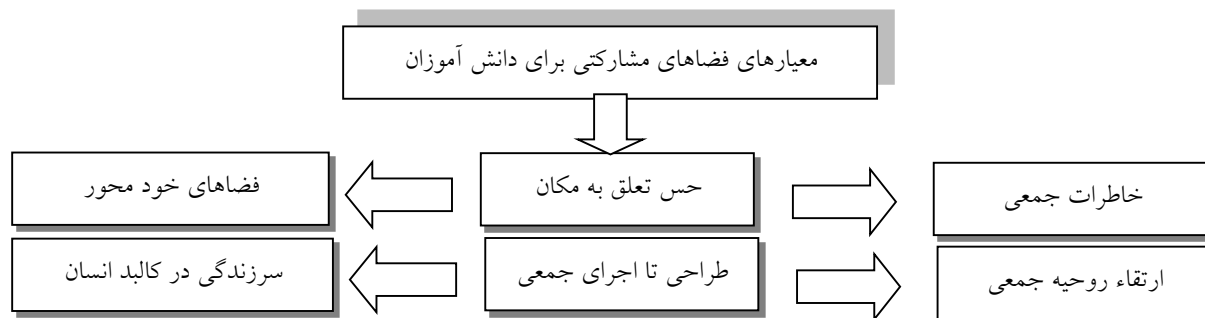 معیارهای فضاهای مشارکتی برای دانش آموزان
خاطرات جمعی
حس تعلق به مکان
فضاهای خود محور
ارتقاء روحیه جمعی
طراحی تا اجرای جمعی
سرزندگی در کالبد انسان